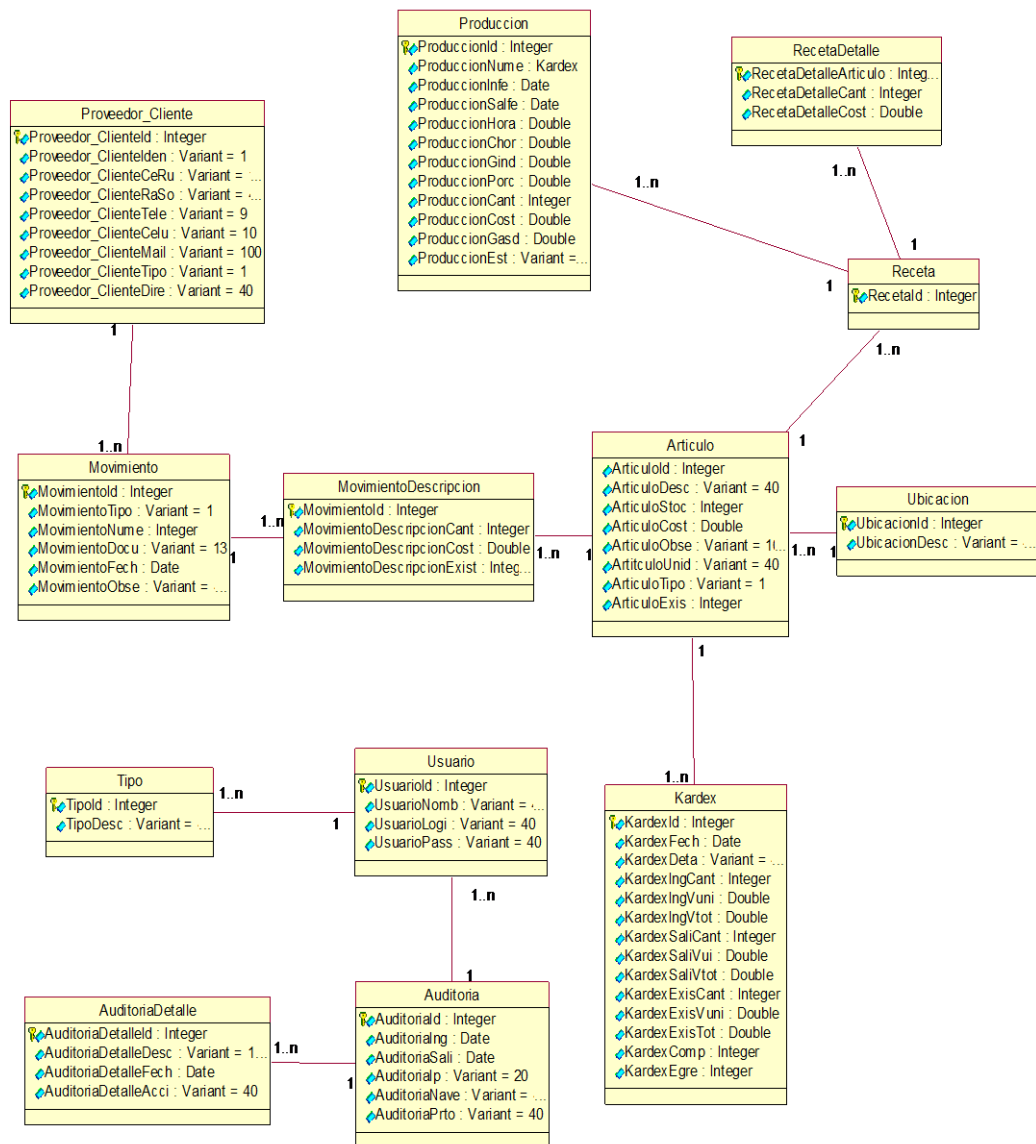 Produccion
ProduccionId : Integer
ProduccionNume : Kardex
ProduccionInfe : Date
ProduccionSalfe : Date
ProduccionHora : Double
ProduccionChor : Double
ProduccionGind : Double
ProduccionPorc : Double
ProduccionCant : Integer
ProduccionCost : Double
ProduccionGasd : Double
ProduccionEst : Variant =...
1..n
RecetaDetalle
RecetaDetalleArticulo : Integ...
RecetaDetalleCant : Integer
RecetaDetalleCost : Double
1..n
1
Proveedor_Cliente
Proveedor_ClienteId : Integer
Proveedor_ClienteIden : Variant = 1
Proveedor_ClienteCeRu : Variant = ...
Proveedor_ClienteRaSo : Variant = ...
Proveedor_ClienteTele : Variant = 9
Proveedor_ClienteCelu : Variant = 10
Proveedor_ClienteMail : Variant = 100
Proveedor_ClienteTipo : Variant = 1
Proveedor_ClienteDire : Variant = 40
1
1..n
Receta
RecetaId : Integer
1
1..n
1
Movimiento
MovimientoId : Integer
MovimientoTipo : Variant = 1
MovimientoNume : Integer
MovimientoDocu : Variant = 13
MovimientoFech : Date
MovimientoObse : Variant = ...
1
1..n
MovimientoDescripcion
MovimientoId : Integer
MovimientoDescripcionCant : Integer
MovimientoDescripcionCost : Double
MovimientoDescripcionExist : Integ...
1..n
1
Articulo
ArticuloId : Integer
ArticuloDesc : Variant = 40
ArticuloStoc : Integer
ArticuloCost : Double
ArticuloObse : Variant = 10...
ArtitculoUnid : Variant = 40
ArticuloTipo : Variant = 1
ArticuloExis : Integer
1..n
1
Ubicacion
UbicacionId : Integer
UbicacionDesc : Variant = ...
1
1..n
Tipo
TipoId : Integer
TipoDesc : Variant = ...
1..n
1
Usuario
UsuarioId : Integer
UsuarioNomb : Variant = ...
UsuarioLogi : Variant = 40
UsuarioPass : Variant = 40
1..n
1
Kardex
KardexId : Integer
KardexFech : Date
KardexDeta : Variant = ...
KardexIngCant : Integer
KardexIngVuni : Double
KardexIngVtot : Double
KardexSaliCant : Integer
KardexSaliVui : Double
KardexSaliVtot : Double
KardexExisCant : Integer
KardexExisVuni : Double
KardexExisTot : Double
KardexComp : Integer
KardexEgre : Integer
AuditoriaDetalle
AuditoriaDetalleId : Integer
AuditoriaDetalleDesc : Variant = 1...
AuditoriaDetalleFech : Date
AuditoriaDetalleAcci : Variant = 40
1..n
1
Auditoria
AuditoriaId : Integer
AuditoriaIng : Date
AuditoriaSali : Date
AuditoriaIp : Variant = 20
AuditoriaNave : Variant = ...
AuditoriaPrto : Variant = 40